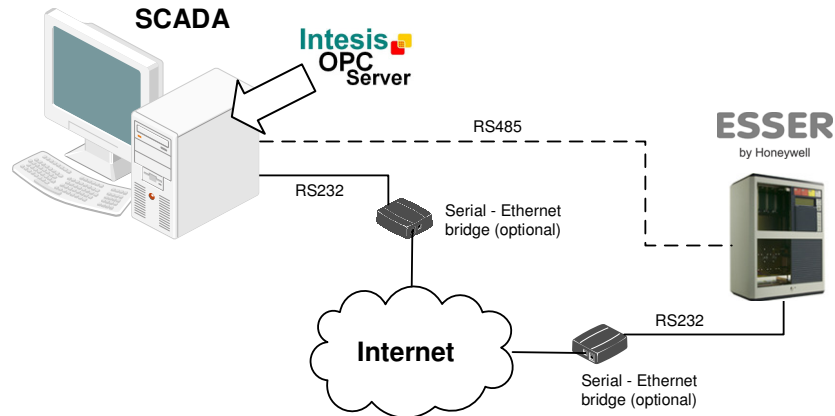 SCADA
Intesis
OPC
Server
RS485
ESSER
by Honeywell
RS232
Serial - Ethernet
bridge (optional)
Internet
RS232
Serial - Ethernet
bridge (optional)